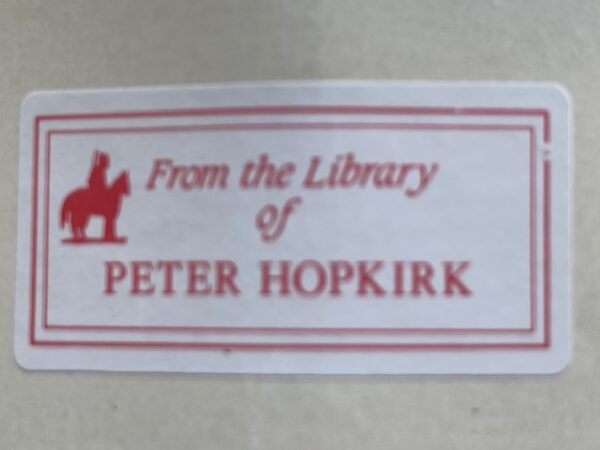 From the Library
of
PETER HOPKIRK